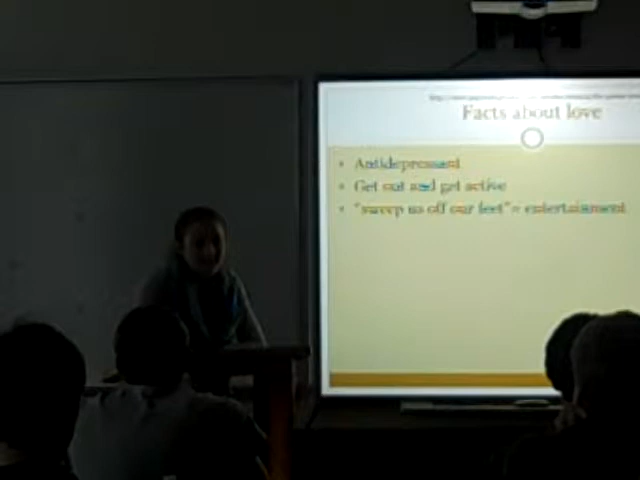 Facts about love
• Antidepressant
• Get out and get active
• "sweep us off our feet"= entertainment